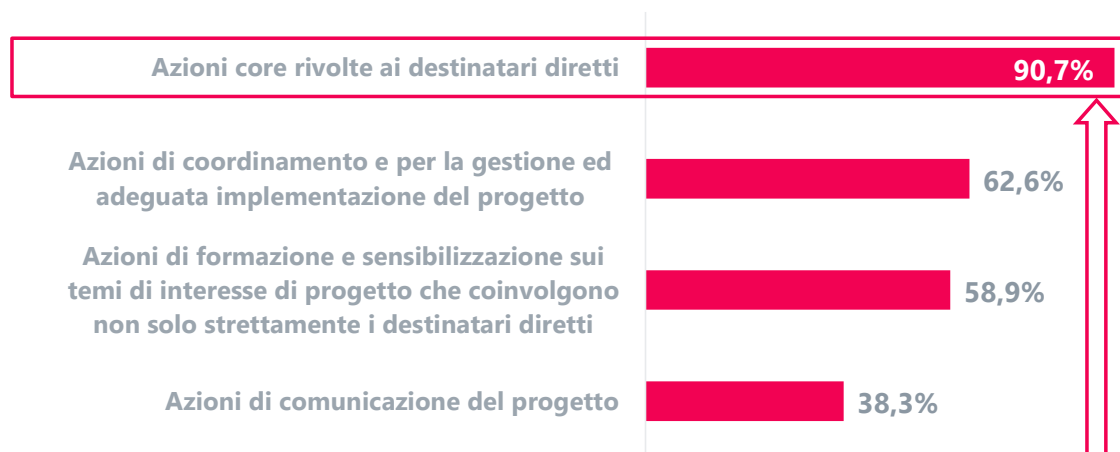 Azioni core rivolte ai destinatari diretti
90,7%
Azioni di coordinamento e per la gestione ed
adeguata implementazione del progetto
62,6%
Azioni di formazione e sensibilizzazione sui
temi di interesse di progetto che coinvolgono
non solo strettamente i destinatari diretti
58,9%
Azioni di comunicazione del progetto
38,3%